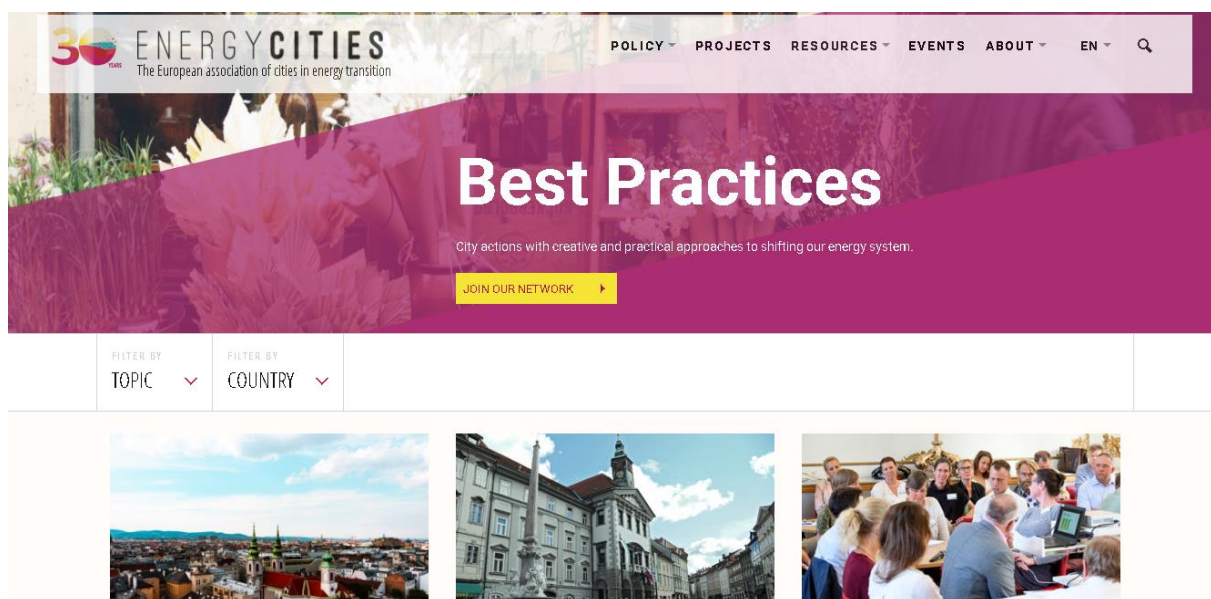 30 YEARS
ENERGYCITIES
The European association of cities in energy transition
POLICY PROJECTS RESOURCES EVENTS ABOUT EN
Best Practices
City actions with creative and practical approaches to shifting our energy system.
JOIN OUR NETWORK
FILTER BY
TOPIC
FILTER BY
COUNTRY